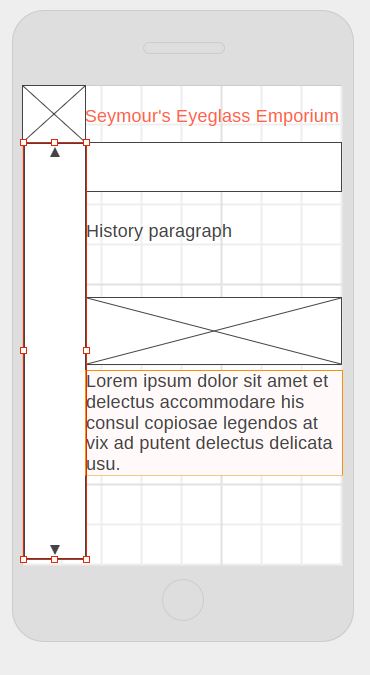 Seymour's Eyeglass Emporium
History paragraph
Lorem ipsum dolor sit amet et
delectus accommodare his
consul copiosae legendos at
vix ad putent delectus delicata
usu.